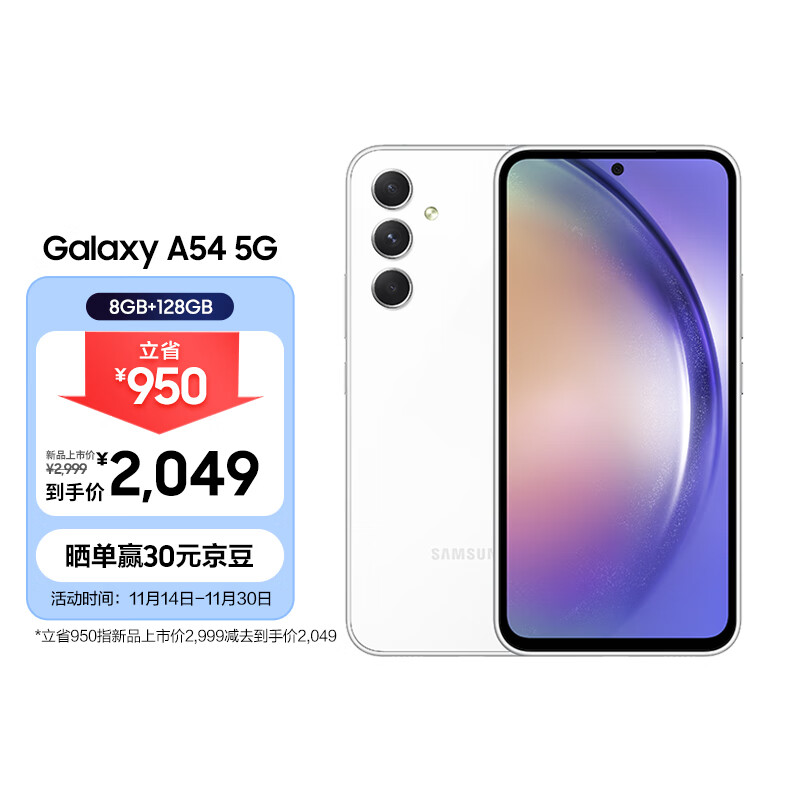 Galaxy A54 5G
8GB+128GB
立省
¥950
新品上市价
¥2,999
到手价
¥2,049
晒单赢30元京豆
活动时间：11月14日-11月30日
*立省950指新品上市价2,999减去到手价2,049
SAMSUN